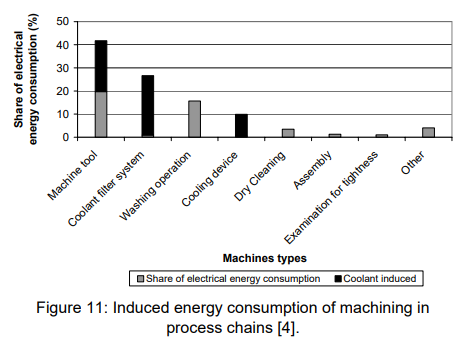 Share of electrical
energy consumption (%)
50
40
30
20
10
0
Machine tool
Coolant filter system
Washing operation
Cooling device
Dry Cleaning
Assembly
Examination for tightness
Other
Machines types
Share of electrical energy consumption
Coolant induced
Figure 11: Induced energy consumption of machining in
process chains [4].